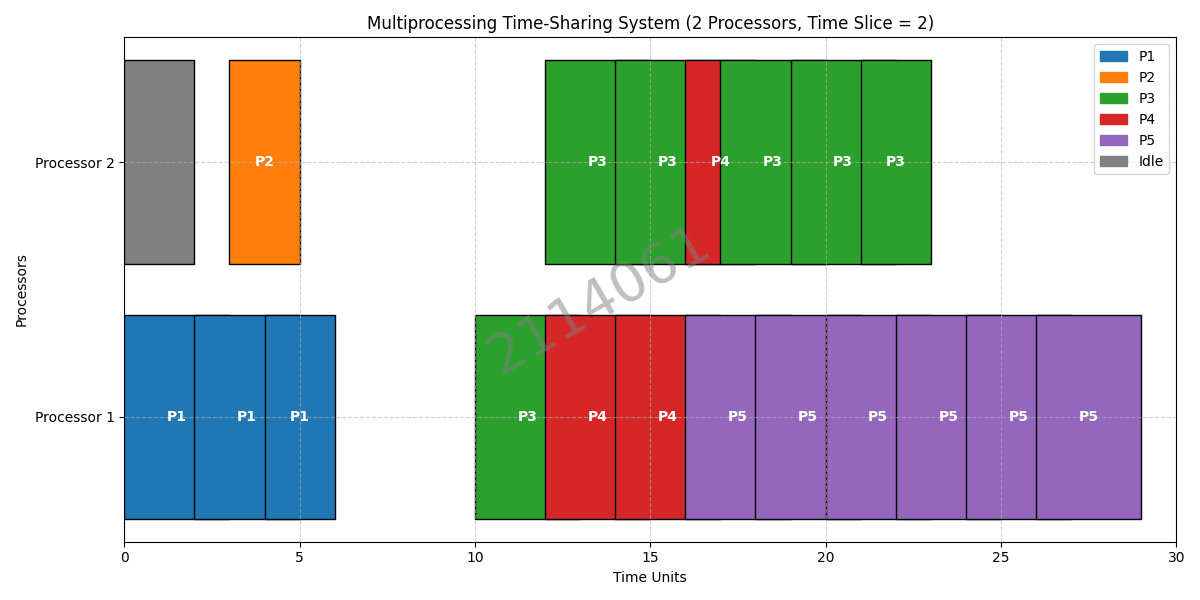 Multiprocessing Time-Sharing System (2 Processors, Time Slice = 2)
P1
P2
P3
P4
P5
Idle
Processor 2
P2
P3
P3
P4
P3
P3
P3
Processors
2114061
Processor 1
P1
P1
P1
P3
P4
P4
P5
P5
P5
P5
P5
P5
0
5
10
15
20
25
30
Time Units